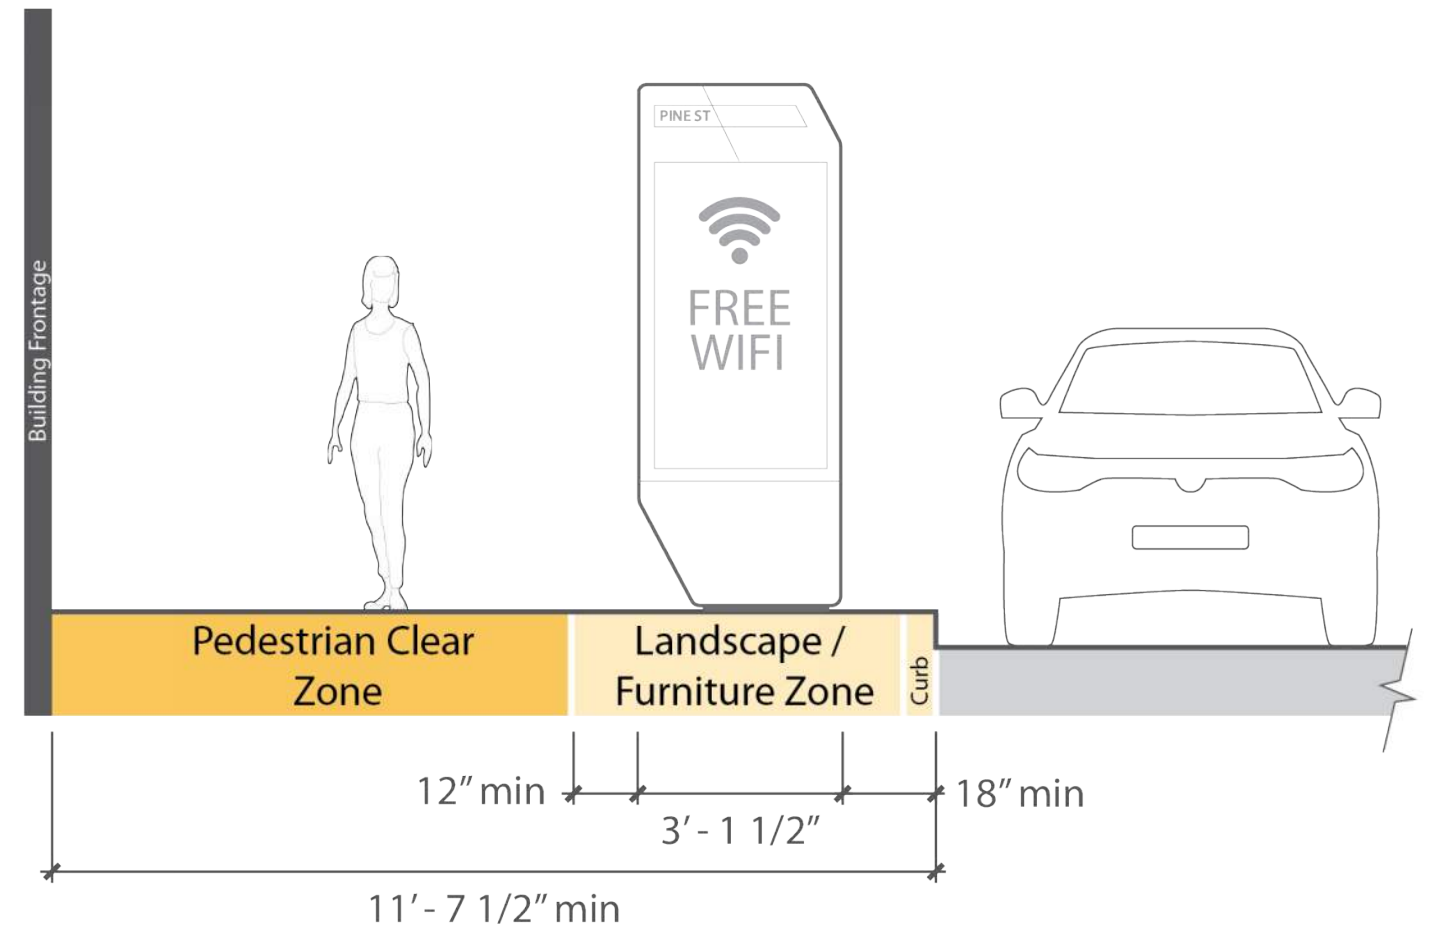 Building Frontage
PINE ST
FREE
WIFI
Pedestrian Clear
Zone
Landscape /
Furniture Zone
Curb
12” min
18” min
3’ - 1 1/2”
11’ - 7 1/2” min